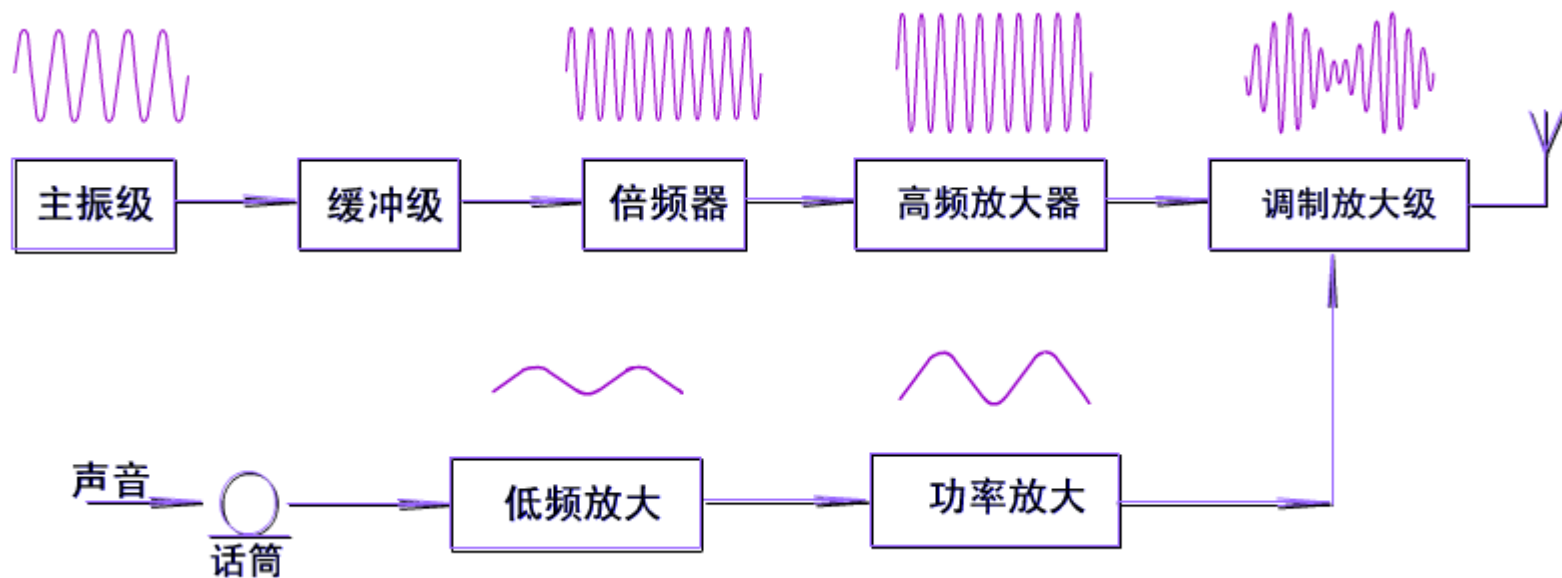 主振级
缓冲级
倍频器
高频放大器
调制放大级
声音
话筒
低频放大
功率放大